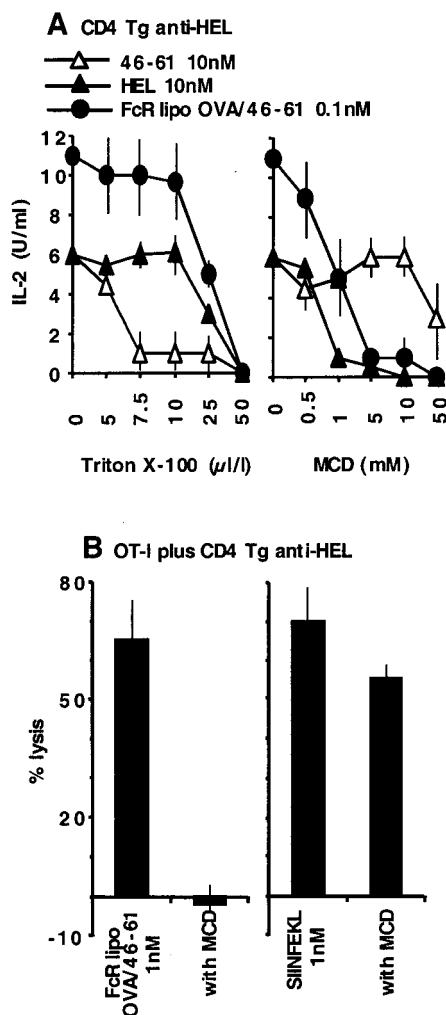 A CD4 Tg anti-HEL
46-61 10nM
HEL 10nM
FcR lipo OVA/46-61 0.1nM
IL-2 (U/ml)
12
10
8
6
4
2
0
0 5 7.5 10 25 50
0 0.5 1 5 10 50
Triton X-100 (µl/l)
MCD (mM)
B OT-I plus CD4 Tg anti-HEL
% lysis
80
50
20
-10
FcR lipo
OVA/46-61
1nM
with MCD
SIINFEKL
1nM
with MCD